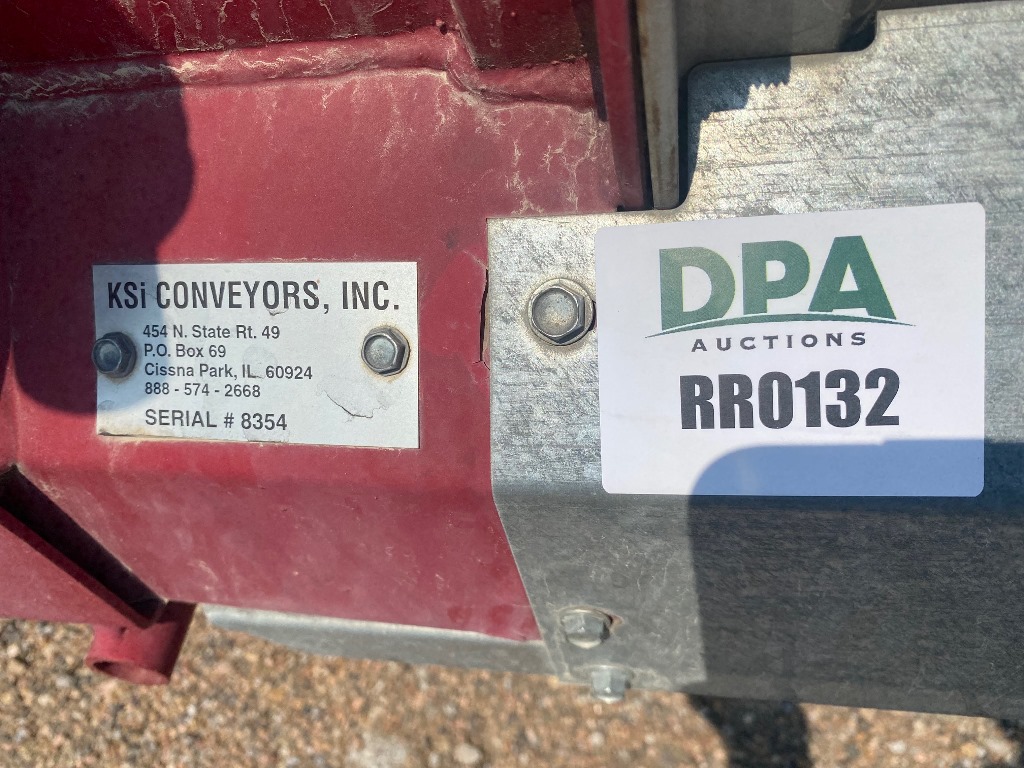 KSi CONVEYORS, INC.
454 N. State Rt. 49
P.O. Box 69
Cissna Park, IL 60924
888 - 574 - 2668
SERIAL # 8354
DPA
AUCTIONS
RR0132